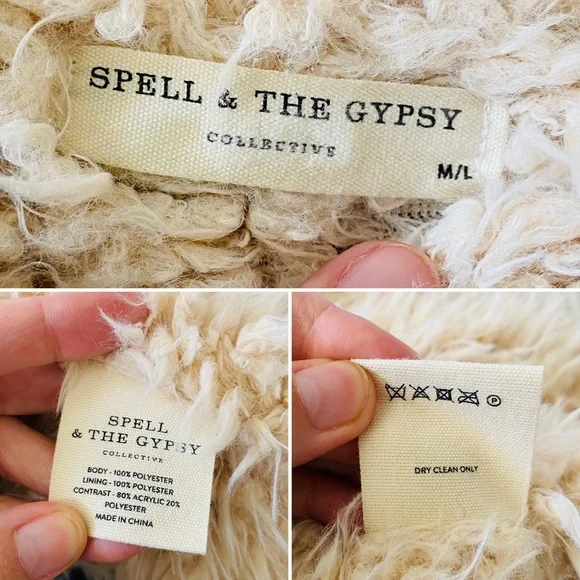 SPELL & THE GYPSY
COLLECTIVE
M/L
SPELL
& THE GYPSY
COLLECTIVE
BODY - 100% POLYESTER
LINING - 100% POLYESTER
CONTRAST - 80% ACRYLIC 20%
POLYESTER
MADE IN CHINA
P
DRY CLEAN ONLY